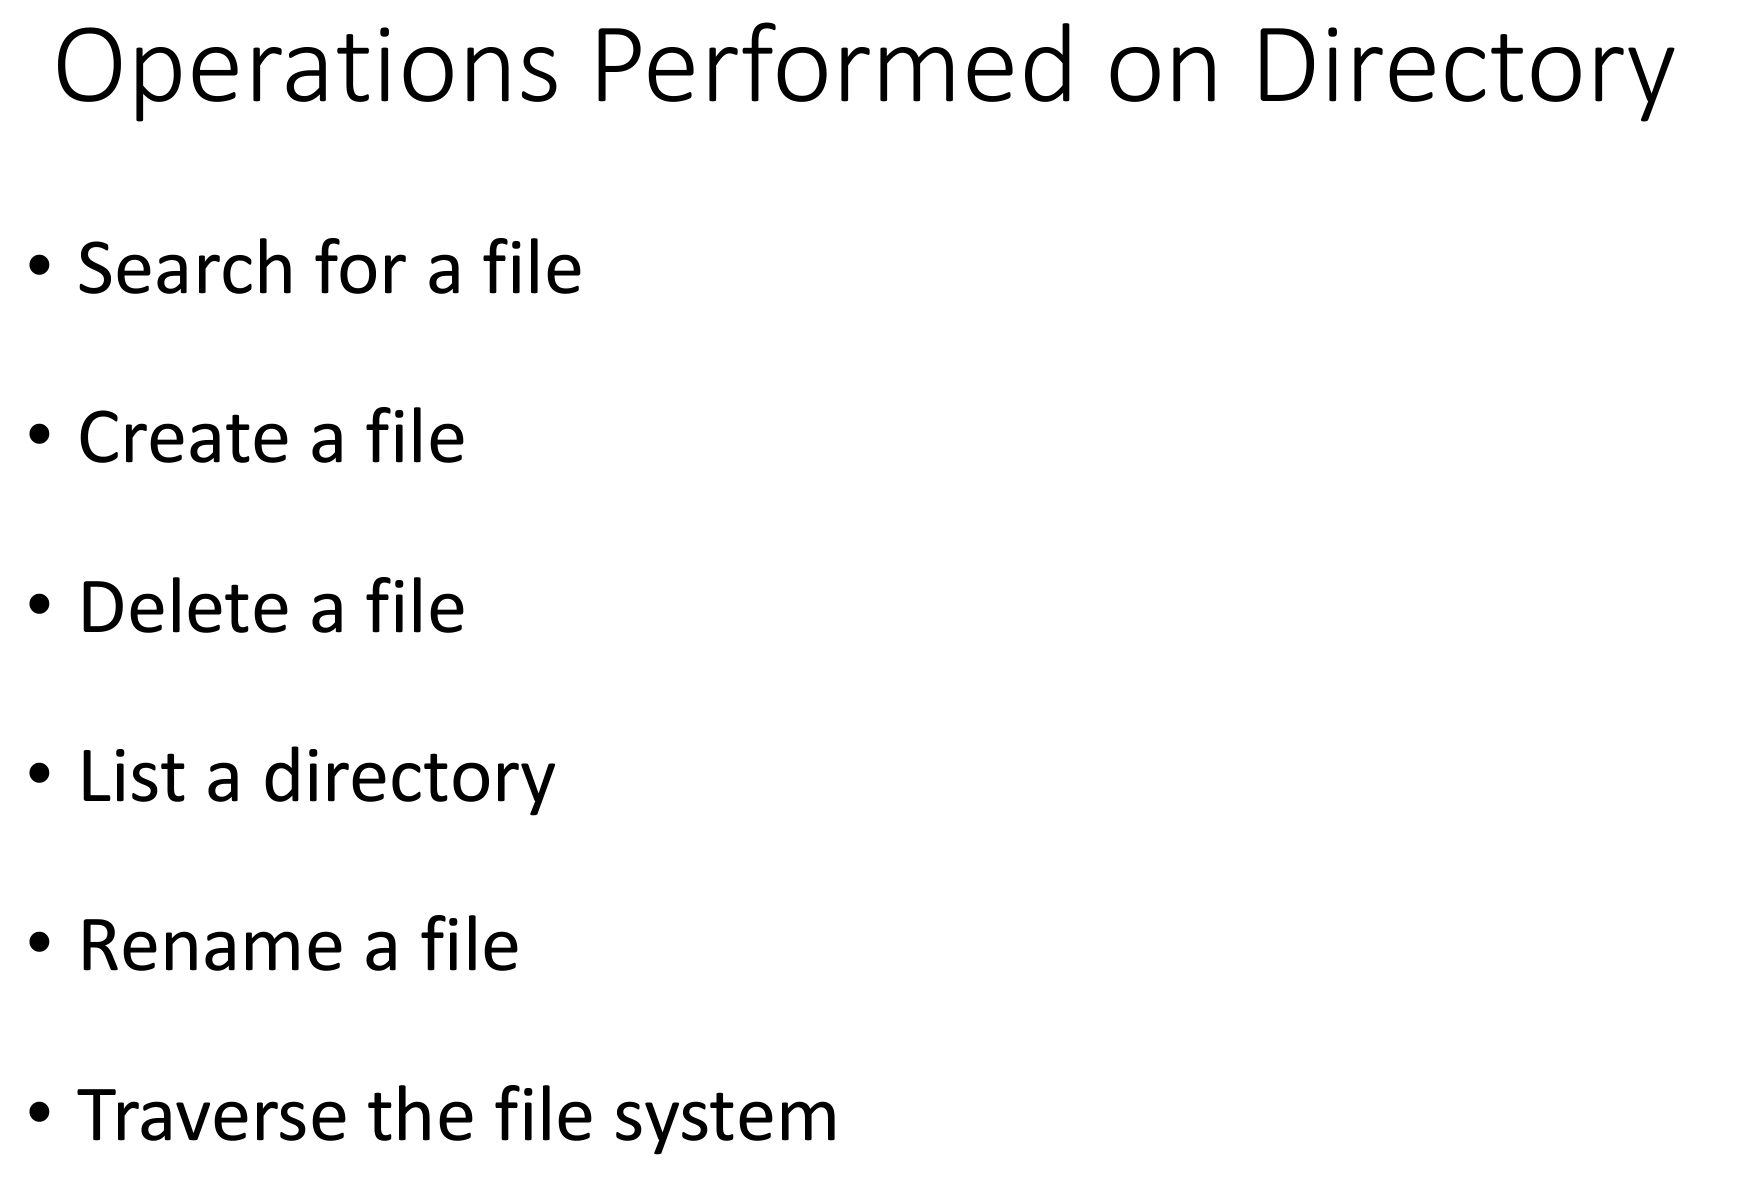 Operations Performed on Directory
• Search for a file
• Create a file
• Delete a file
• List a directory
• Rename a file
• Traverse the file system